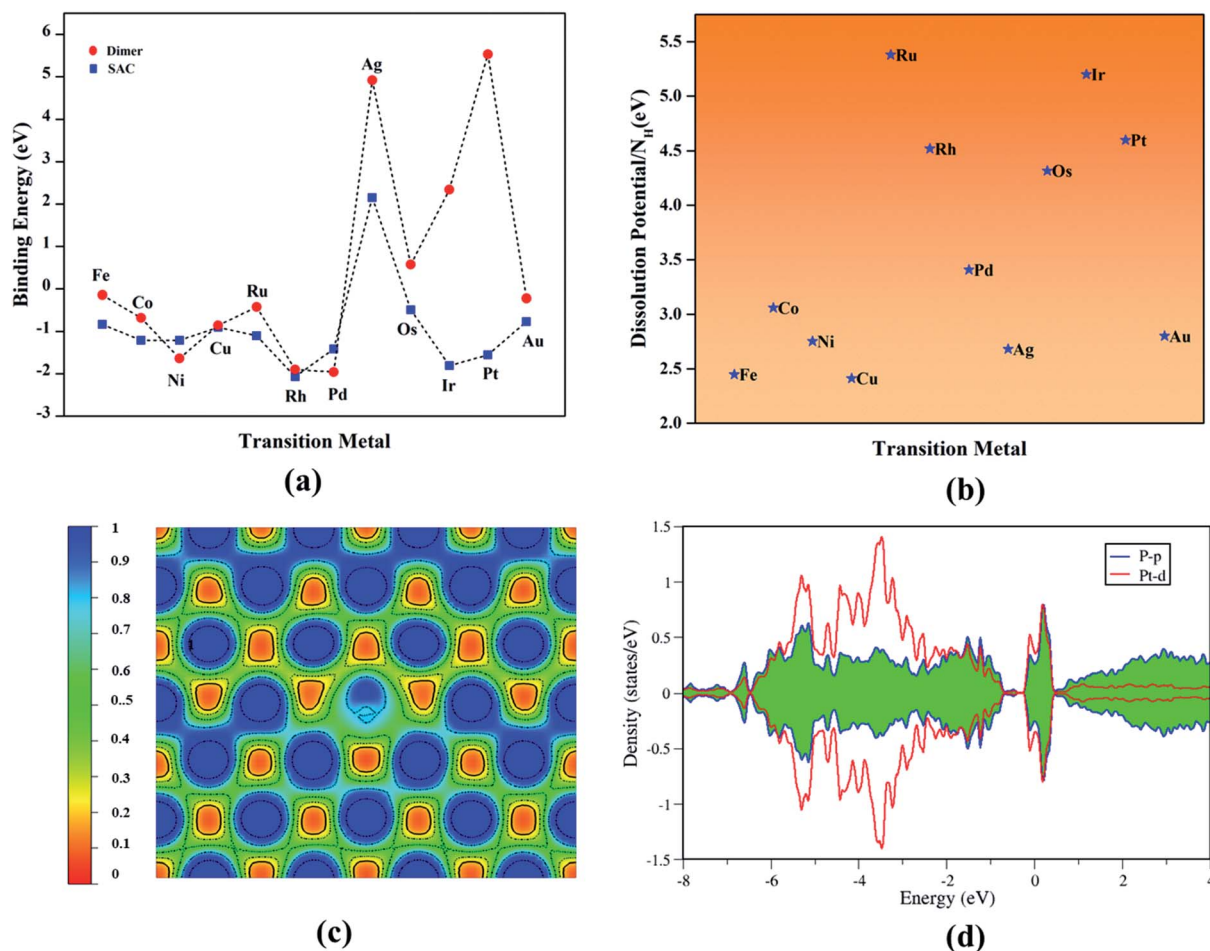 6
5
4
3
2
1
0
-1
-2
-3
Binding Energy (eV)
Dimer
SAC
Fe
Co
Ni
Cu
Ru
Rh
Pd
Ag
Os
Ir
Pt
Au
Transition Metal
(a)
5.5
5.0
4.5
4.0
3.5
3.0
2.5
2.0
Dissolution Potential/N_H(eV)
Fe
Co
Ni
Cu
Ru
Rh
Pd
Ag
Os
Ir
Pt
Au
Transition Metal
(b)
1
0.9
0.8
0.7
0.6
0.5
0.4
0.3
0.2
0.1
0
1
(c)
1.5
1
0.5
0
-0.5
-1
-1.5
Density (states/eV)
P-p
Pt-d
-8 -6 -4 -2 0 2 4
Energy (eV)
(d)